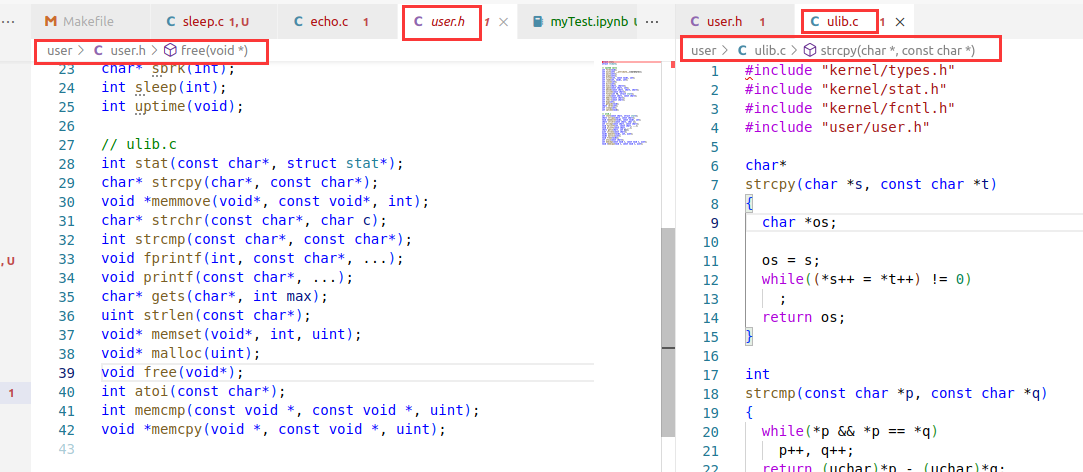 ··· Makefile sleep.c 1, U echo.c 1 user.h 1 myTest.ipynb U ···
user > C user.h > free(void *)
23 char* sbrk(int);
24 int sleep(int);
25 int uptime(void);
26
27 // ulib.c
28 int stat(const char*, struct stat*);
29 char* strcpy(char*, const char*);
30 void *memmove(void*, const void*, int);
31 char* strchr(const char*, char c);
32 int strcmp(const char*, const char*);
33 void fprintf(int, const char*, ...);
34 void printf(const char*, ...);
35 char* gets(char*, int max);
36 uint strlen(const char*);
37 void* memset(void*, int, uint);
38 void* malloc(uint);
39 void free(void*);
40 int atoi(const char*);
41 int memcmp(const void *, const void *, uint);
42 void *memcpy(void *, const void *, uint);
43
, U
1
C user.h 1 C ulib.c 1
user > C ulib.c > strcpy(char *, const char *)
1 #include "kernel/types.h"
2 #include "kernel/stat.h"
3 #include "kernel/fcntl.h"
4 #include "user/user.h"
5
6 char*
7 strcpy(char *s, const char *t)
8 {
9 char *os;
10
11 os = s;
12 while((*s++ = *t++) != 0)
13 ;
14 return os;
15 }
16
17 int
18 strcmp(const char *p, const char *q)
19 {
20 while(*p && *p == *q)
21 p++, q++;
22 return (uchar)*p - (uchar)*q;